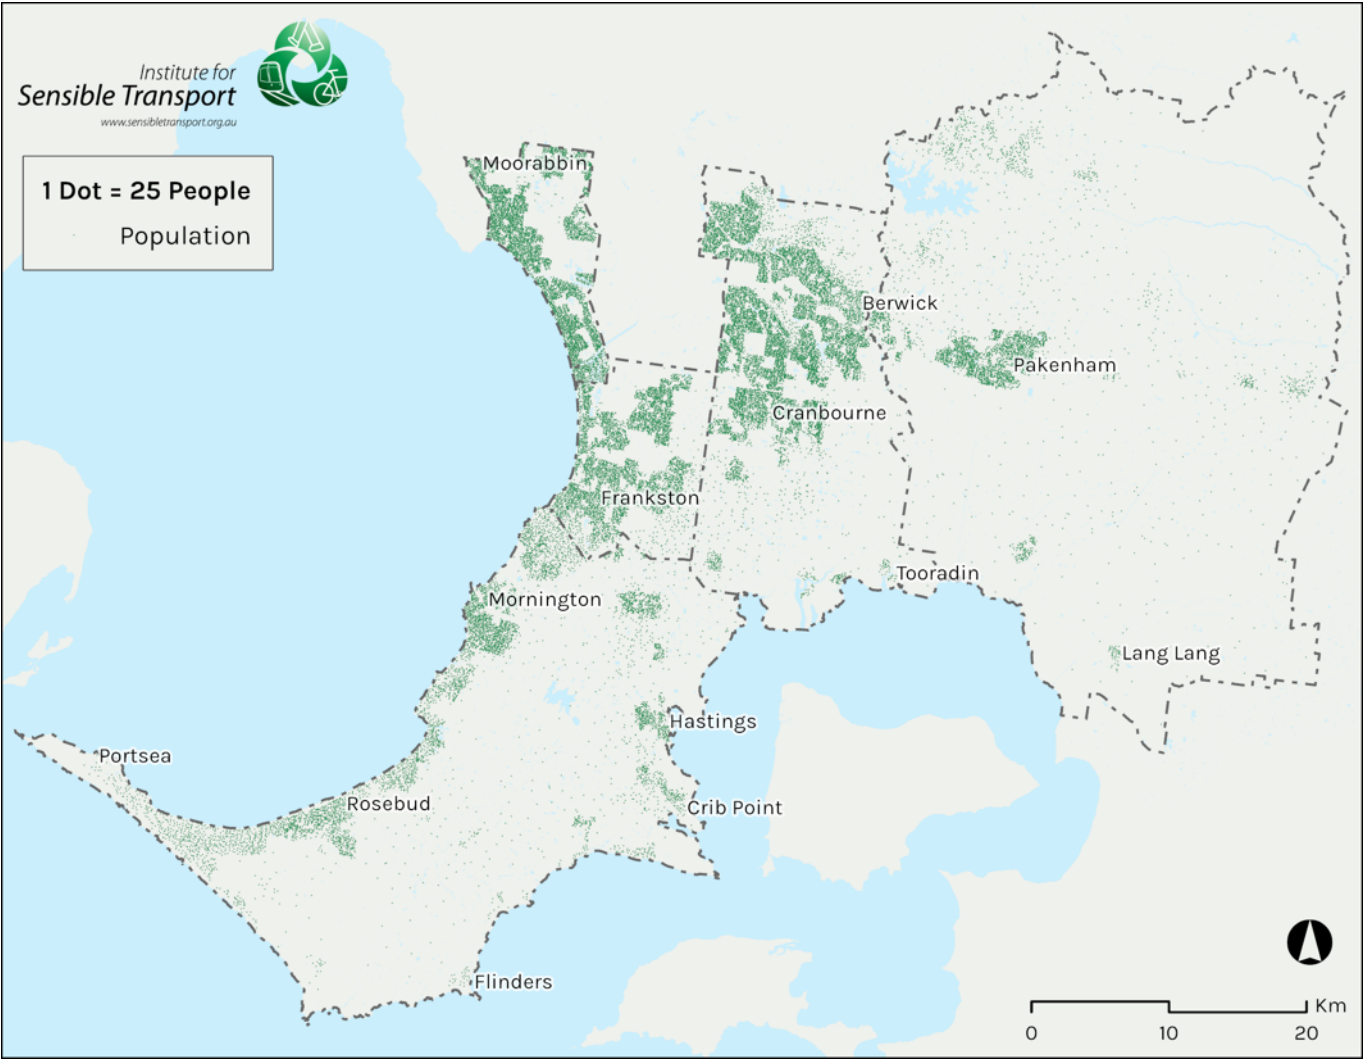 Institute for
Sensible Transport
www.sensibletransport.org.au
1 Dot = 25 People
Population
Moorabbin
Berwick
Pakenham
Cranbourne
Frankston
Tooradin
Mornington
Lang Lang
Hastings
Portsea
Rosebud
Crib Point
Flinders
Km
0 10 20